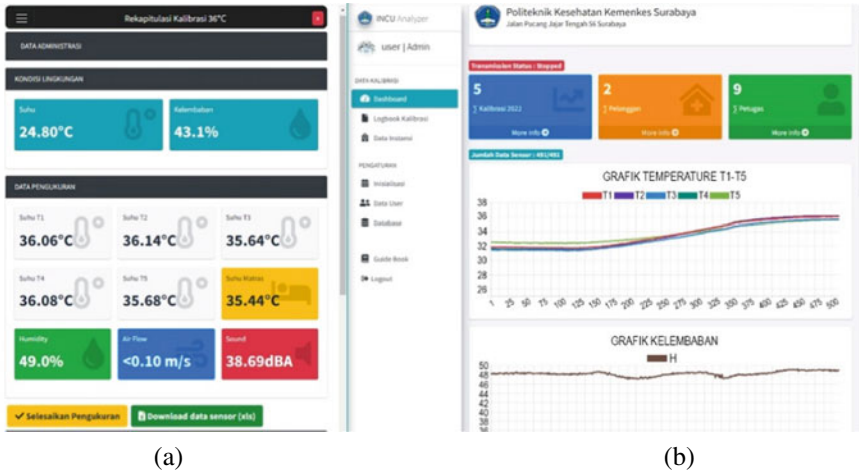 Rekapitulasi Kalibrasi 36°C
DATA ADMINISTRASI
KONDISI LINGKUNGAN
Suhu
24.80°C
Kelembaban
43.1%
DATA PENGUKURAN
Suhu T1
36.06°C
Suhu T2
36.14°C
Suhu T3
35.64°C
Suhu T4
36.08°C
Suhu T5
35.68°C
Suhu Matras
35.44°C
Humidity
49.0%
Air Flow
<0.10 m/s
Sound
38.69dBA
Selesaikan Pengukuran
Download data sensor (xls)
(a)
INCU Analyzer
user | Admin
DATA KALIBRASI
Dashboard
Logbook Kalibrasi
Data Instansi
PENGATURAN
Inisialisasi
Data User
Database
Guide Book
Logout
Politeknik Kesehatan Kemenkes Surabaya
Jalan Pucang Jajar Tengah 56 Surabaya
Transmission Status : Stopped
5
∑ Kalibrasi 2022
More info
2
∑ Pelanggan
More info
9
∑ Petugas
More info
Jumlah Data Sensor : 491/491
GRAFIK TEMPERATURE T1-T5
T1 T2 T3 T4 T5
38
36
34
32
30
28
26
1 25 50 75 100 125 150 175 200 225 250 275 300 325 350 375 400 425 450 475 500
GRAFIK KELEMBABAN
H
50
48
46
44
42
40
38
36
(b)